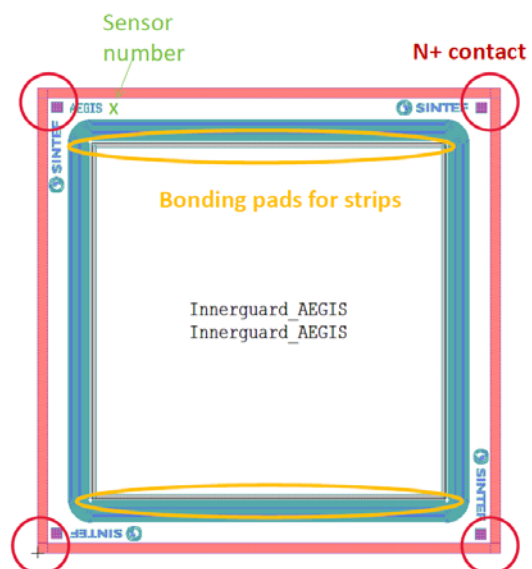 Sensor
number
N+ contact
AEGIS X
SINTEF
SINTEF
Bonding pads for strips
Innerguard_AEGIS
Innerguard_AEGIS
SINTEF
SINTEF